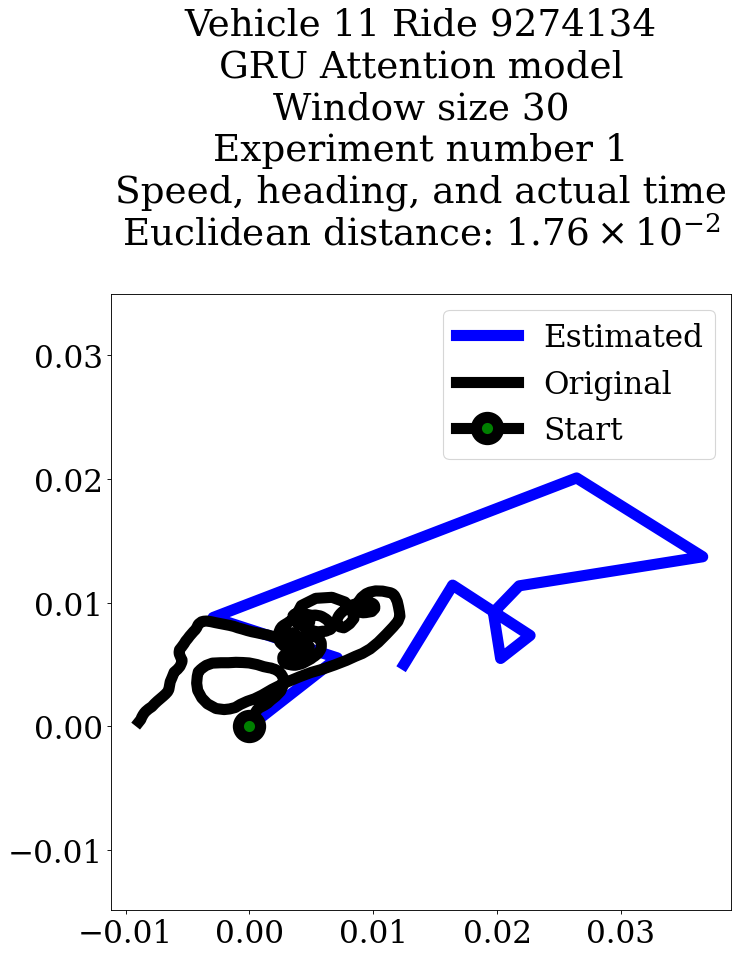 Vehicle 11 Ride 9274134
GRU Attention model
Window size 30
Experiment number 1
Speed, heading, and actual time
Euclidean distance: 1.76 × 10⁻²
Estimated
Original
Start
0.03
0.02
0.01
0.00
−0.01
−0.01 0.00 0.01 0.02 0.03